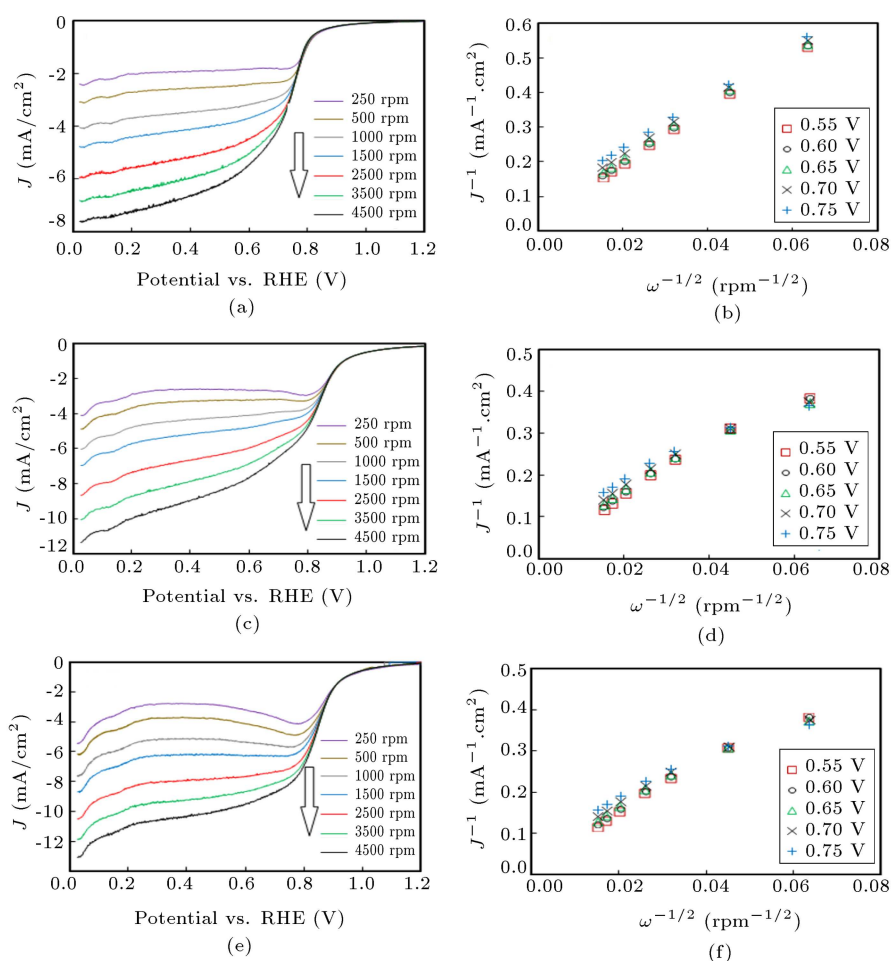 0
-2
-4
-6
-8
J (mA/cm²)
250 rpm
500 rpm
1000 rpm
1500 rpm
2500 rpm
3500 rpm
4500 rpm
0.0 0.2 0.4 0.6 0.8 1.0 1.2
Potential vs. RHE (V)
(a)
0.6
0.5
0.4
0.3
0.2
0.1
0.0
J⁻¹ (mA⁻¹.cm²)
0.55 V
0.60 V
0.65 V
0.70 V
0.75 V
0.00 0.02 0.04 0.06 0.08
ω⁻¹/² (rpm⁻¹/²)
(b)
0
-2
-4
-6
-8
-10
-12
J (mA/cm²)
250 rpm
500 rpm
1000 rpm
1500 rpm
2500 rpm
3500 rpm
4500 rpm
0.0 0.2 0.4 0.6 0.8 1.0 1.2
Potential vs. RHE (V)
(c)
0.5
0.4
0.3
0.2
0.1
0.0
J⁻¹ (mA⁻¹.cm²)
0.55 V
0.60 V
0.65 V
0.70 V
0.75 V
0.00 0.02 0.04 0.06 0.08
ω⁻¹/² (rpm⁻¹/²)
(d)
0
-2
-4
-6
-8
-10
-12
J (mA/cm²)
250 rpm
500 rpm
1000 rpm
1500 rpm
2500 rpm
3500 rpm
4500 rpm
0.0 0.2 0.4 0.6 0.8 1.0 1.2
Potential vs. RHE (V)
(e)
0.5
0.4
0.3
0.2
0.1
0.0
J⁻¹ (mA⁻¹.cm²)
0.55 V
0.60 V
0.65 V
0.70 V
0.75 V
0.00 0.02 0.04 0.06 0.08
ω⁻¹/² (rpm⁻¹/²)
(f)